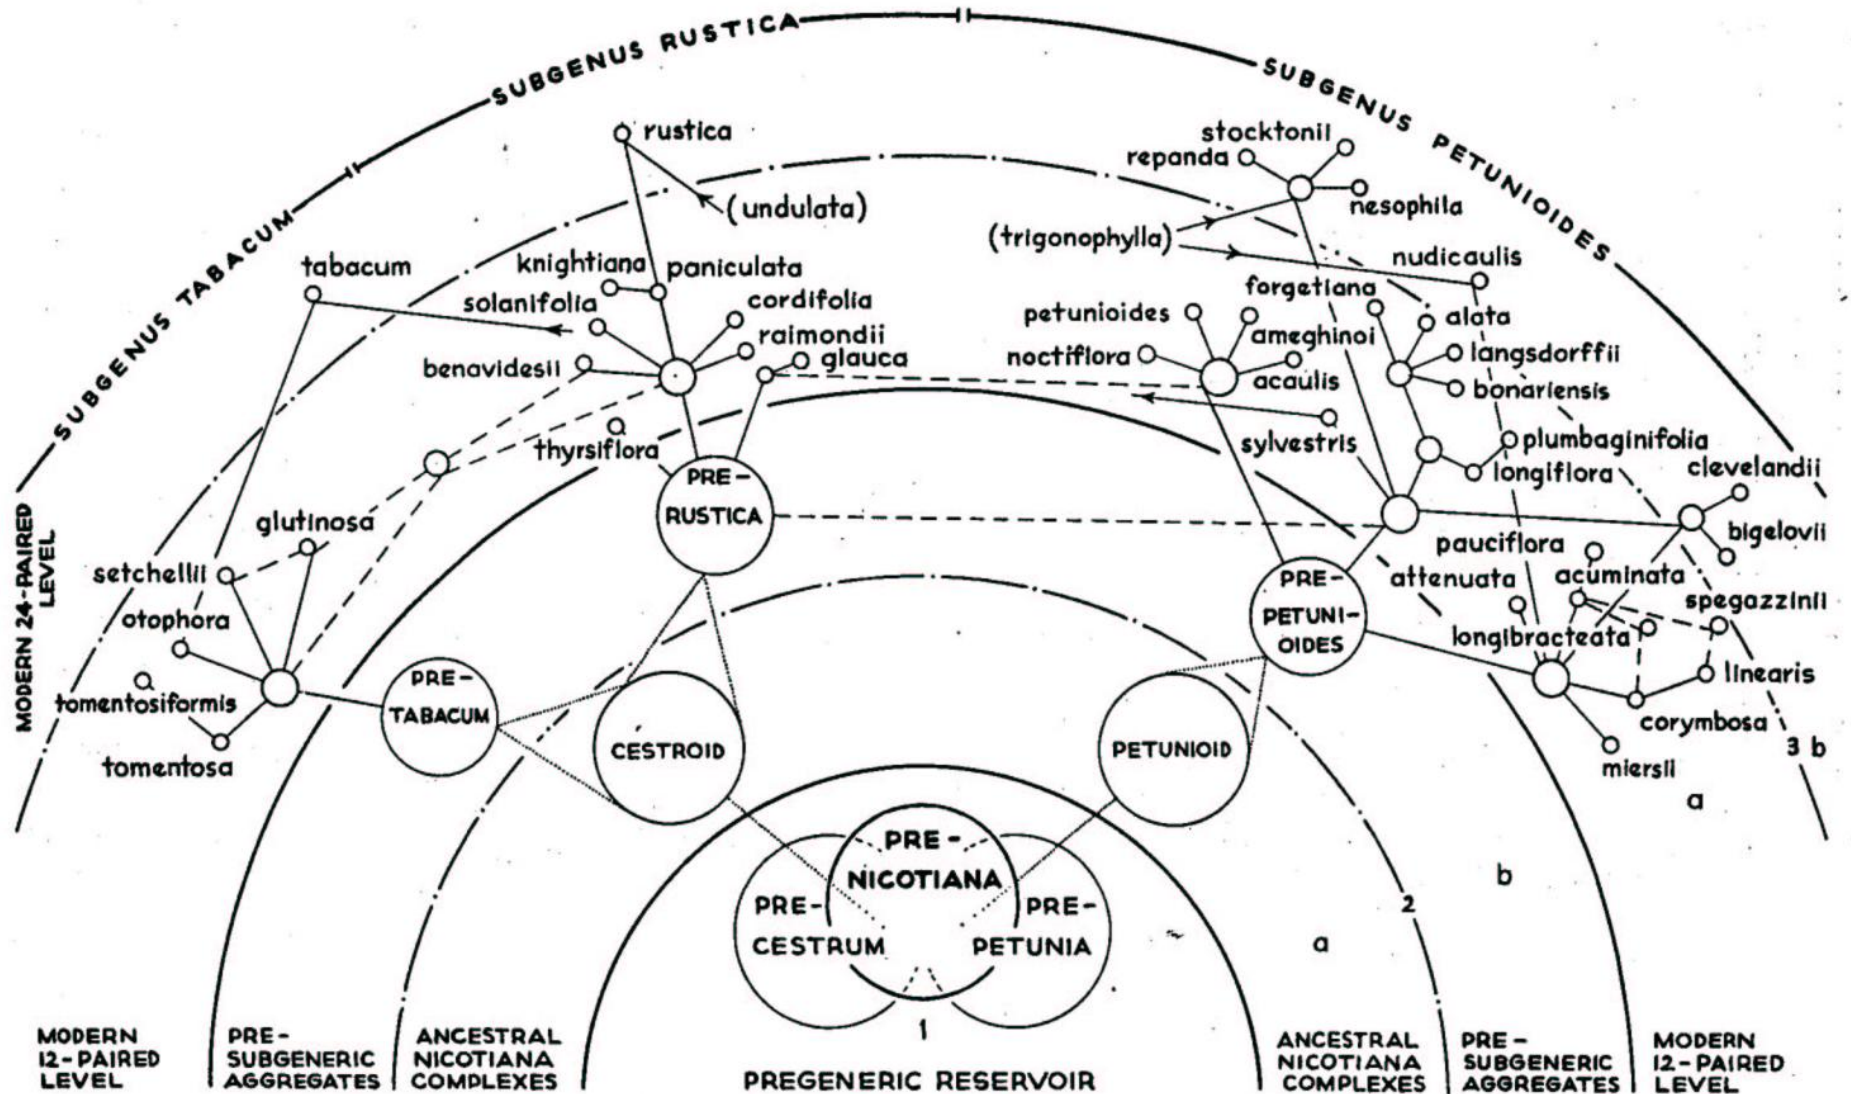 SUBGENUS TABACUM
SUBGENUS RUSTICA
SUBGENUS PETUNIOIDES
rustica
(undulata)
tabacum
knightiana
paniculata
solanifolia
cordifolia
raimondii
benavidesii
glauca
thyrsiflora
stocktonii
repanda
nesophila
(trigonophylla)
nudicaulis
forgetiana
petunioides
alata
ameghinoi
noctiflora
langsdorffii
acaulis
bonariensis
sylvestris
plumbaginifolia
longiflora
clevelandii
bigelovii
pauciflora
attenuata
acuminata
spegazzinii
longibracteata
linearis
corymbosa
miersii
3 b
a
MODERN 24-PAIRED
LEVEL
glutinosa
setchellii
otophora
tomentosiformis
tomentosa
PRE-
RUSTICA
PRE-
TABACUM
CESTROID
PRE-
PETUNI-
OIDES
PETUNIOID
PRE-
NICOTIANA
PRE-
CESTRUM
PRE-
PETUNIA
b
2
a
1
MODERN
12-PAIRED
LEVEL
PRE-
SUBGENERIC
AGGREGATES
ANCESTRAL
NICOTIANA
COMPLEXES
PREGENERIC RESERVOIR
ANCESTRAL
NICOTIANA
COMPLEXES
PRE-
SUBGENERIC
AGGREGATES
MODERN
12-PAIRED
LEVEL